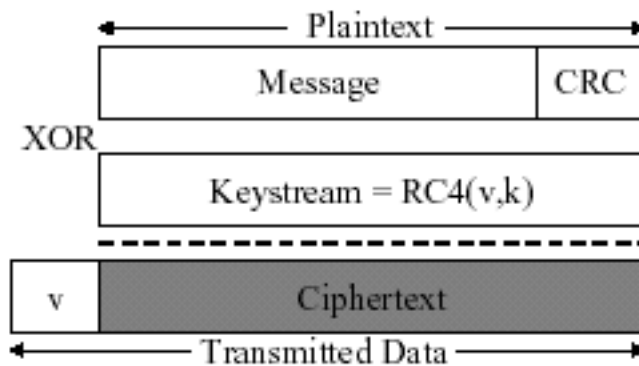 Plaintext
Message CRC
XOR
Keystream = RC4(v,k)
v Ciphertext
Transmitted Data